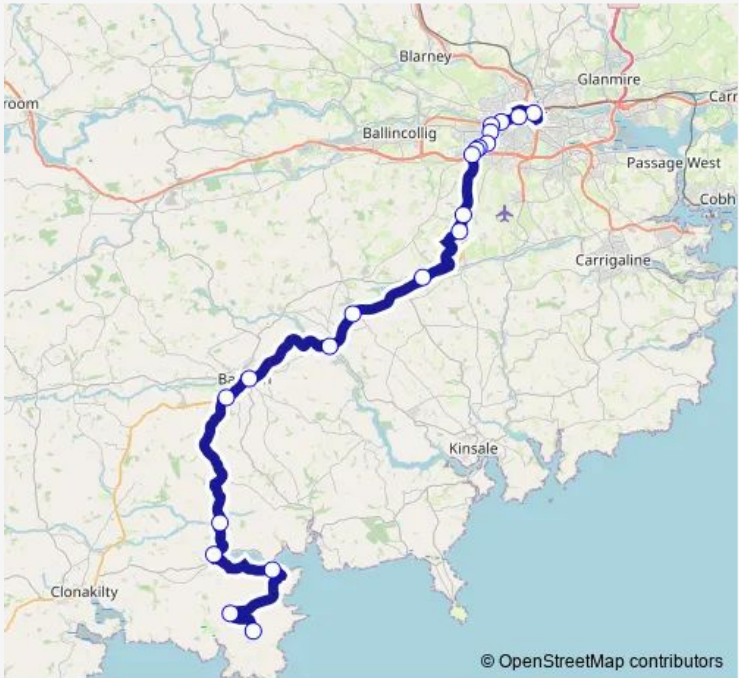 Blarney
Glanmire
room
Carr
Ballincollig
Passage West
Cobh
Carrigaline
Ba n
Kinsale
Clonakilty
© OpenStreetMap contributors